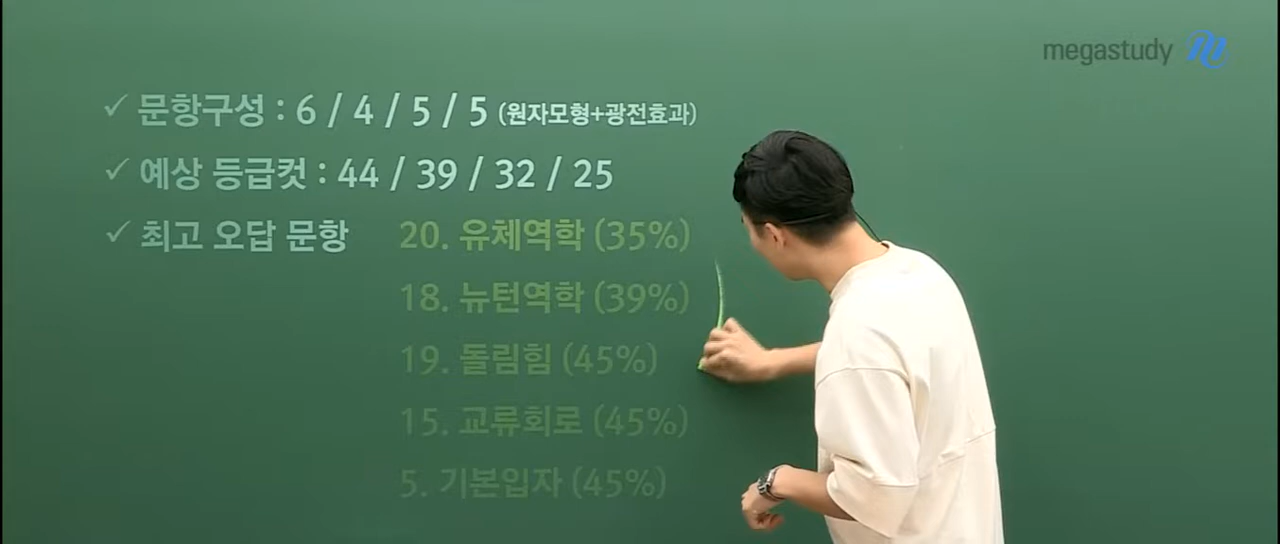 megastudy
✓ 문항구성 : 6 / 4 / 5 / 5 (원자모형+광전효과)
✓ 예상 등급컷 : 44 / 39 / 32 / 25
✓ 최고 오답 문항 20. 유체역학 (35%)
18. 뉴턴역학 (39%)
19. 돌림힘 (45%)
15. 교류회로 (45%)
5. 기본입자 (45%)